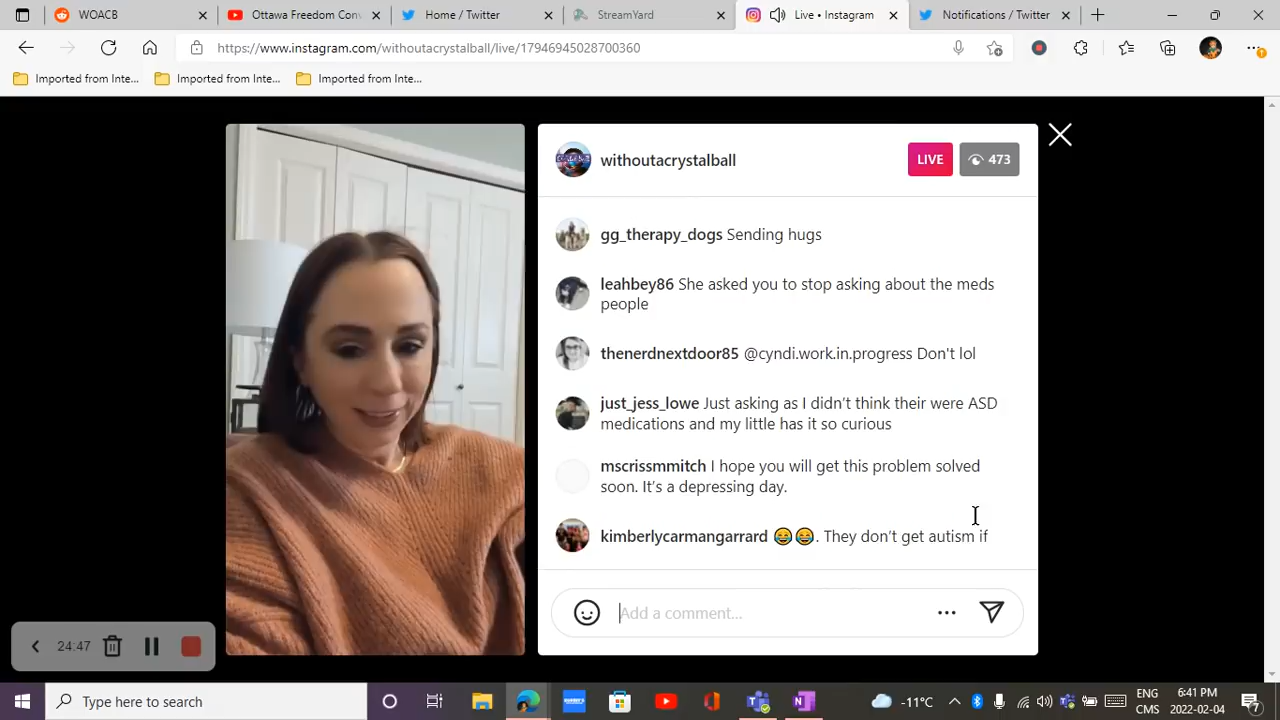 WOACB
Ottawa Freedom Con
Home / Twitter
StreamYard
Live • Instagram
Notifications / Twitter
https://www.instagram.com/withoutacrystalball/live/17946945028700360
Imported from Inte...
Imported from Inte...
Imported from Inte...
withoutacrystalball
LIVE
473
gg_therapy_dogs Sending hugs
leahbey86 She asked you to stop asking about the meds
people
thenerdnextdoor85 @cyndi.work.in.progress Don't lol
just_jess_lowe Just asking as I didn't think their were ASD
medications and my little has it so curious
mscrissmmitch I hope you will get this problem solved
soon. It's a depressing day.
kimberlycarmangarrard 😂😂. They don't get autism if
Add a comment...
24:47
Type here to search
-11°C
ENG
CMS
6:41 PM
2022-02-04
7